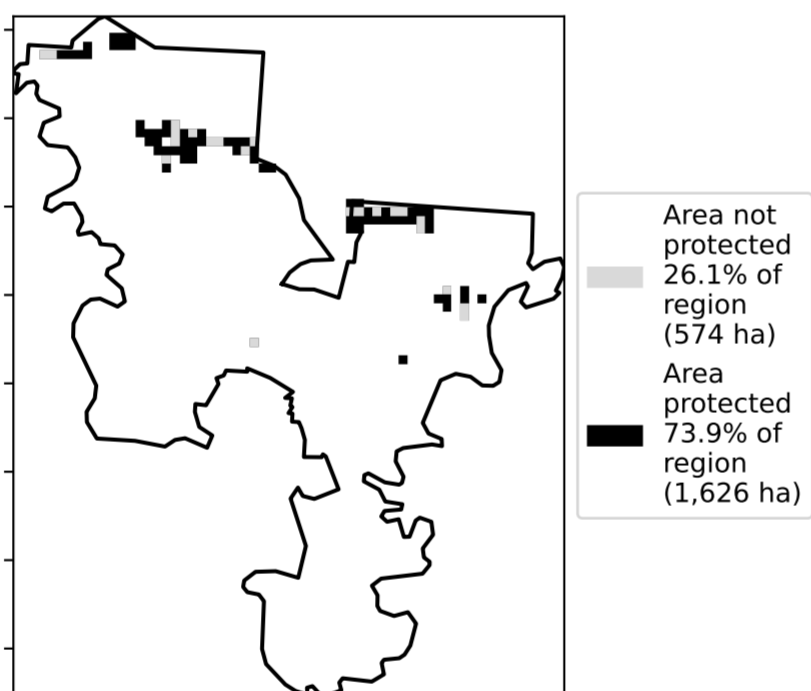 Area not
protected
26.1% of
region
(574 ha)
Area
protected
73.9% of
region
(1,626 ha)